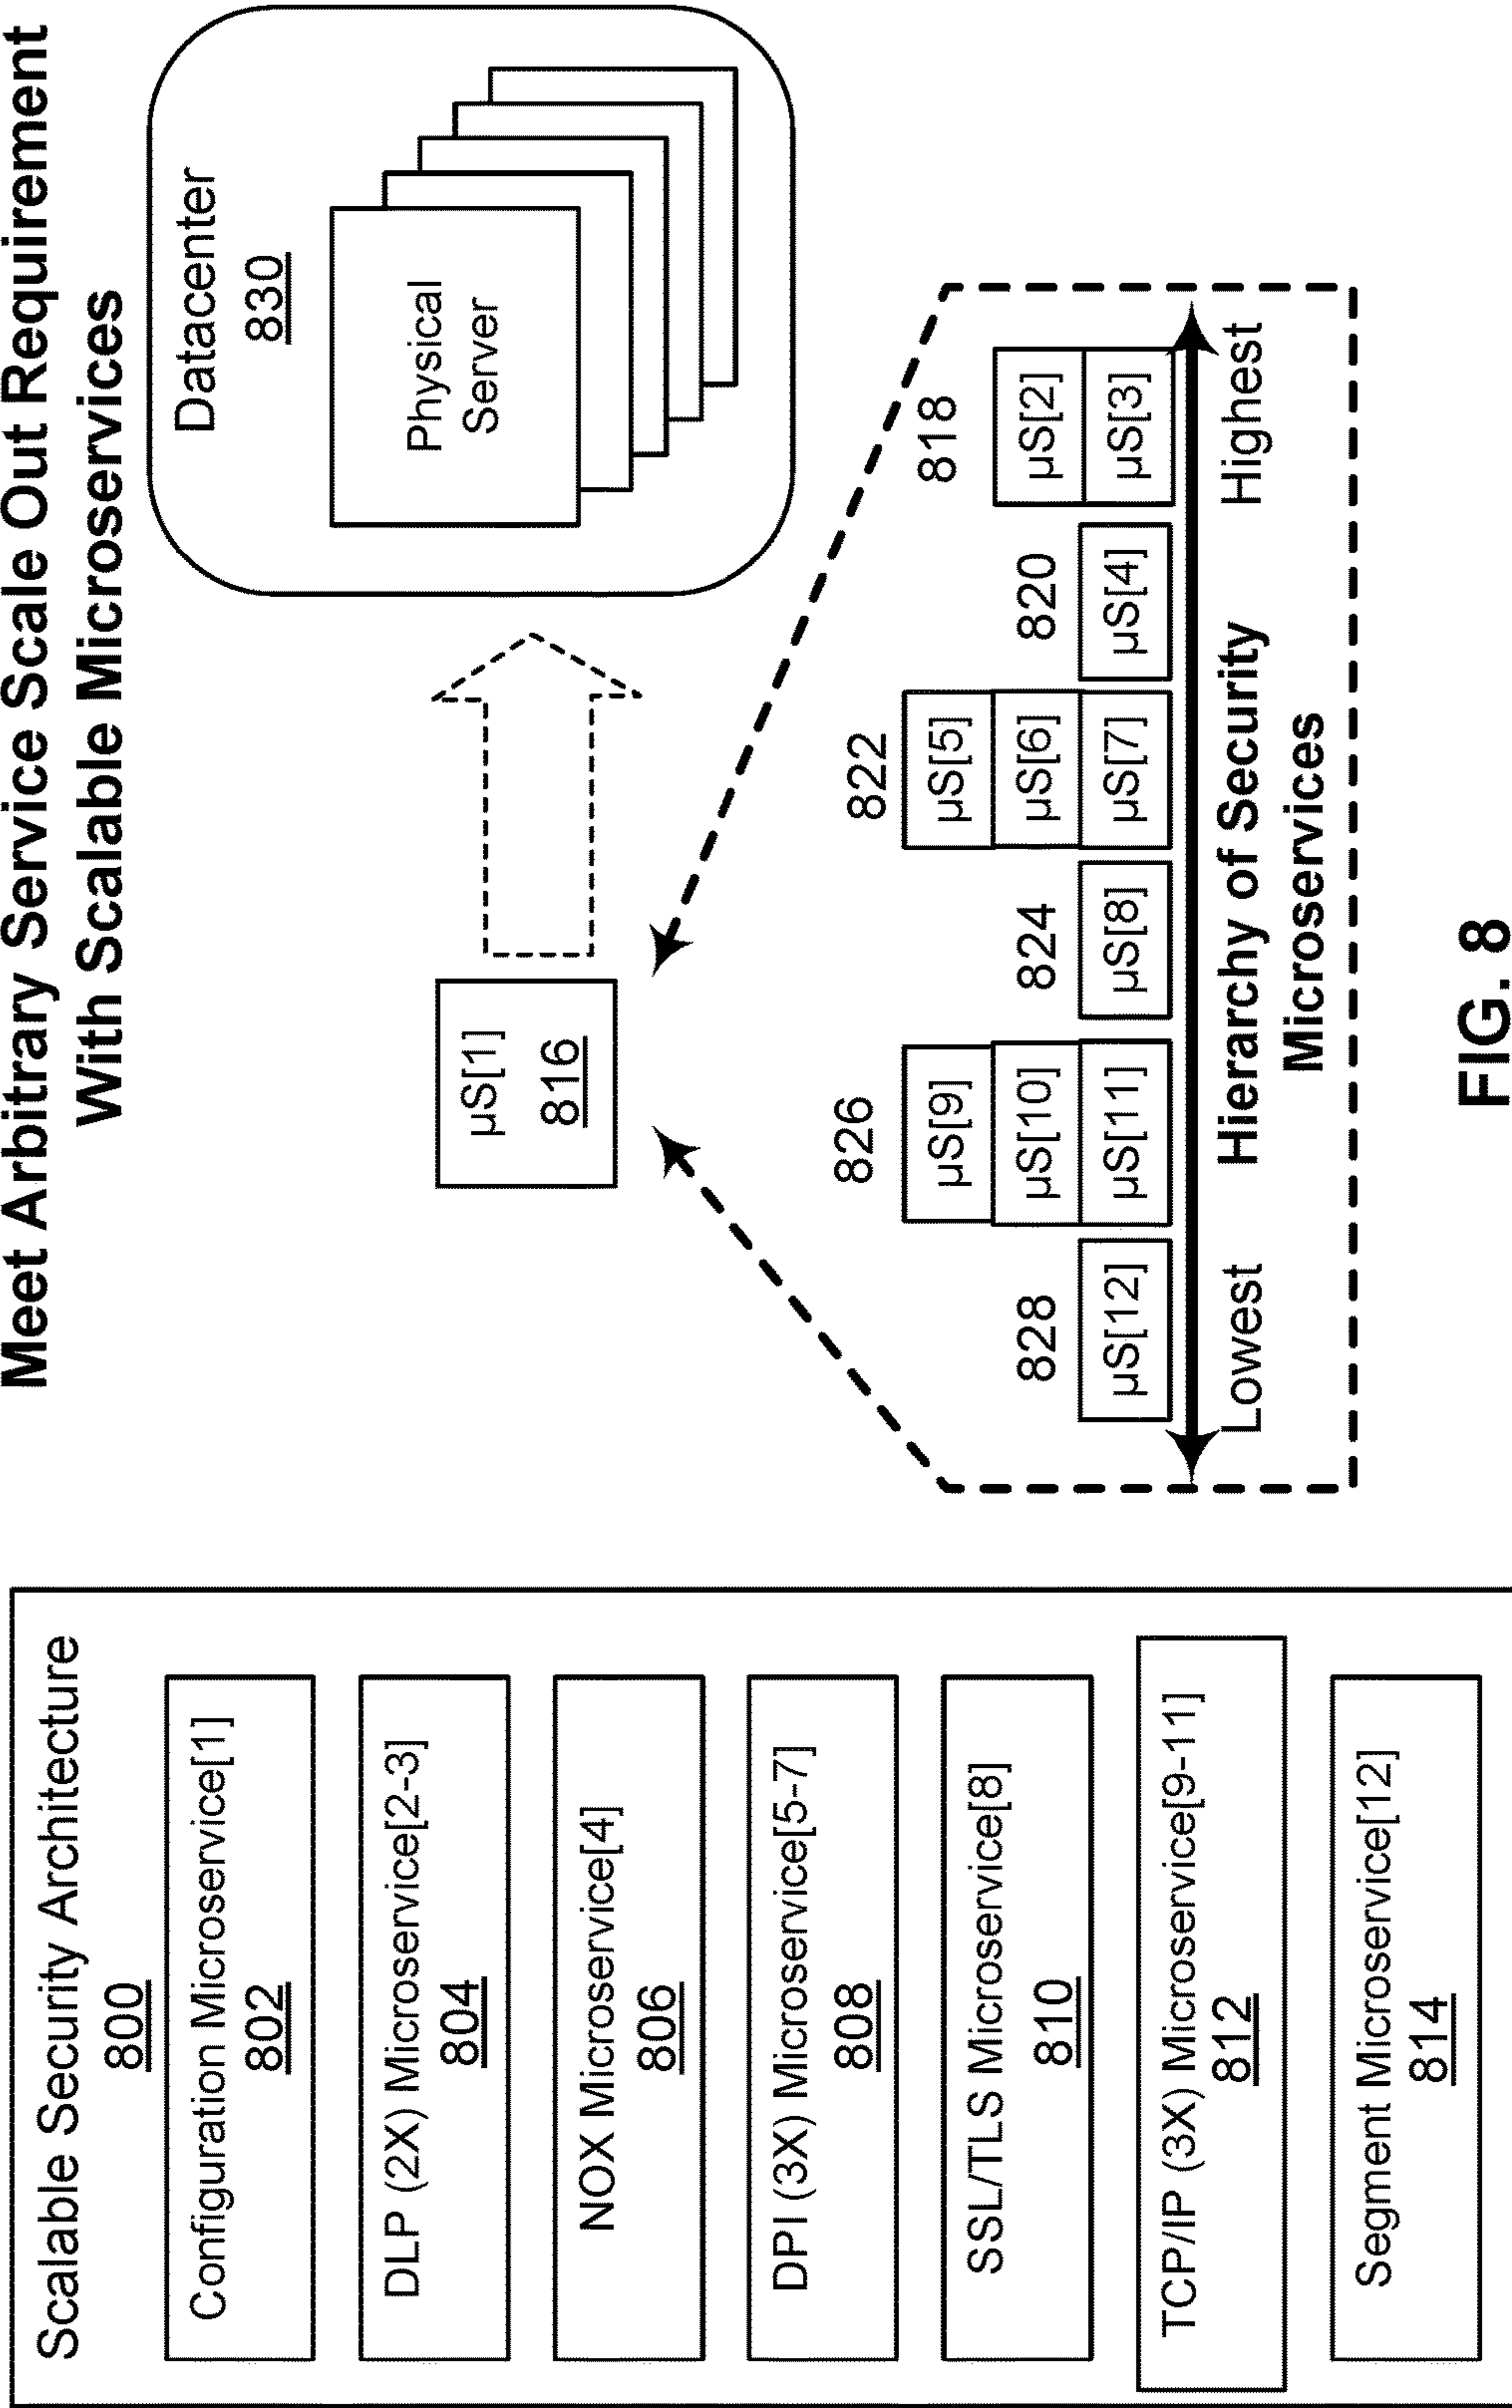 Meet Arbitrary Service Scale Out Requirement
With Scalable Microservices
Scalable Security Architecture
800
Configuration Microservice[1]
802
DLP (2X) Microservice[2-3]
804
NOX Microservice[4]
806
DPI (3X) Microservice[5-7]
808
SSL/TLS Microservice[8]
810
TCP/IP (3X) Microservice[9-11]
812
Segment Microservice[12]
814
µS[1]
816
Datacenter
830
Physical
Server
828
µS[12]
826
µS[9]
µS[10]
µS[11]
824
µS[8]
822
µS[5]
µS[6]
µS[7]
820
µS[4]
818
µS[2]
µS[3]
Lowest
Hierarchy of Security
Microservices
Highest
FIG. 8